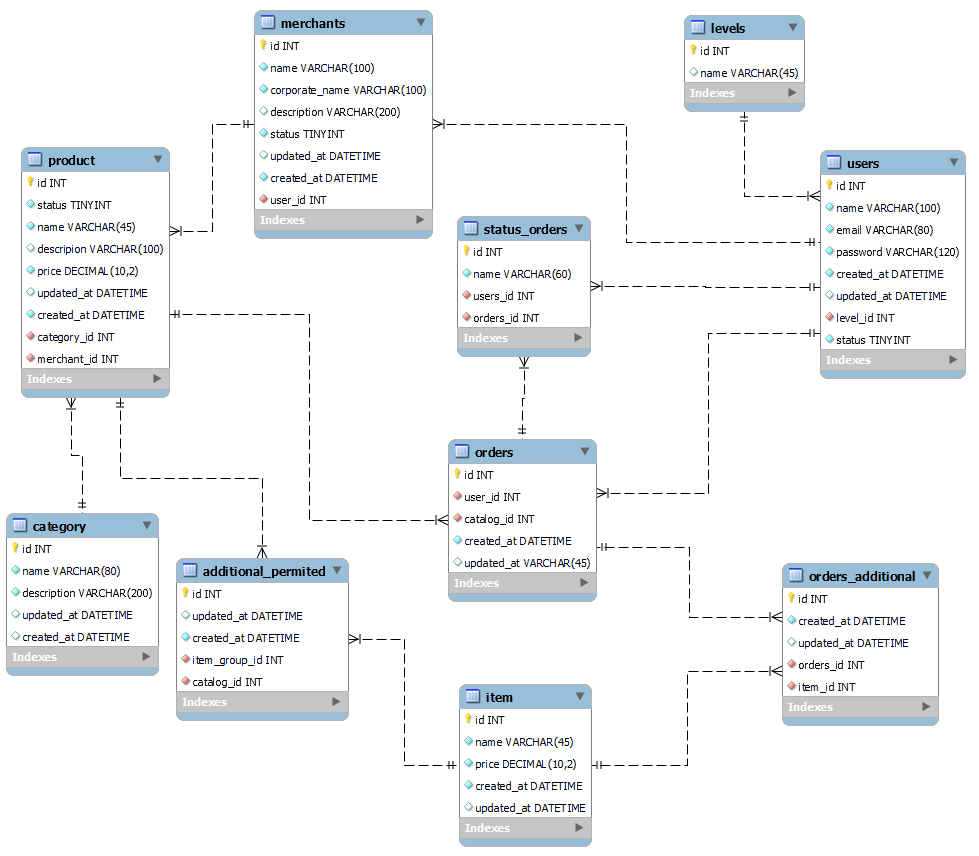 merchants
id INT
name VARCHAR(100)
corporate_name VARCHAR(100)
description VARCHAR(200)
status TINYINT
updated_at DATETIME
created_at DATETIME
user_id INT
Indexes
levels
id INT
name VARCHAR(45)
Indexes
product
id INT
status TINYINT
name VARCHAR(45)
descripion VARCHAR(100)
price DECIMAL(10,2)
updated_at DATETIME
created_at DATETIME
category_id INT
merchant_id INT
Indexes
users
id INT
name VARCHAR(100)
email VARCHAR(80)
password VARCHAR(120)
created_at DATETIME
updated_at DATETIME
level_id INT
status TINYINT
Indexes
status_orders
id INT
name VARCHAR(60)
users_id INT
orders_id INT
Indexes
orders
id INT
user_id INT
catalog_id INT
created_at DATETIME
updated_at VARCHAR(45)
Indexes
category
id INT
name VARCHAR(80)
description VARCHAR(200)
updated_at DATETIME
created_at DATETIME
Indexes
additional_permited
id INT
updated_at DATETIME
created_at DATETIME
item_group_id INT
catalog_id INT
Indexes
orders_additional
id INT
created_at DATETIME
updated_at DATETIME
orders_id INT
item_id INT
Indexes
item
id INT
name VARCHAR(45)
price DECIMAL(10,2)
created_at DATETIME
updated_at DATETIME
Indexes